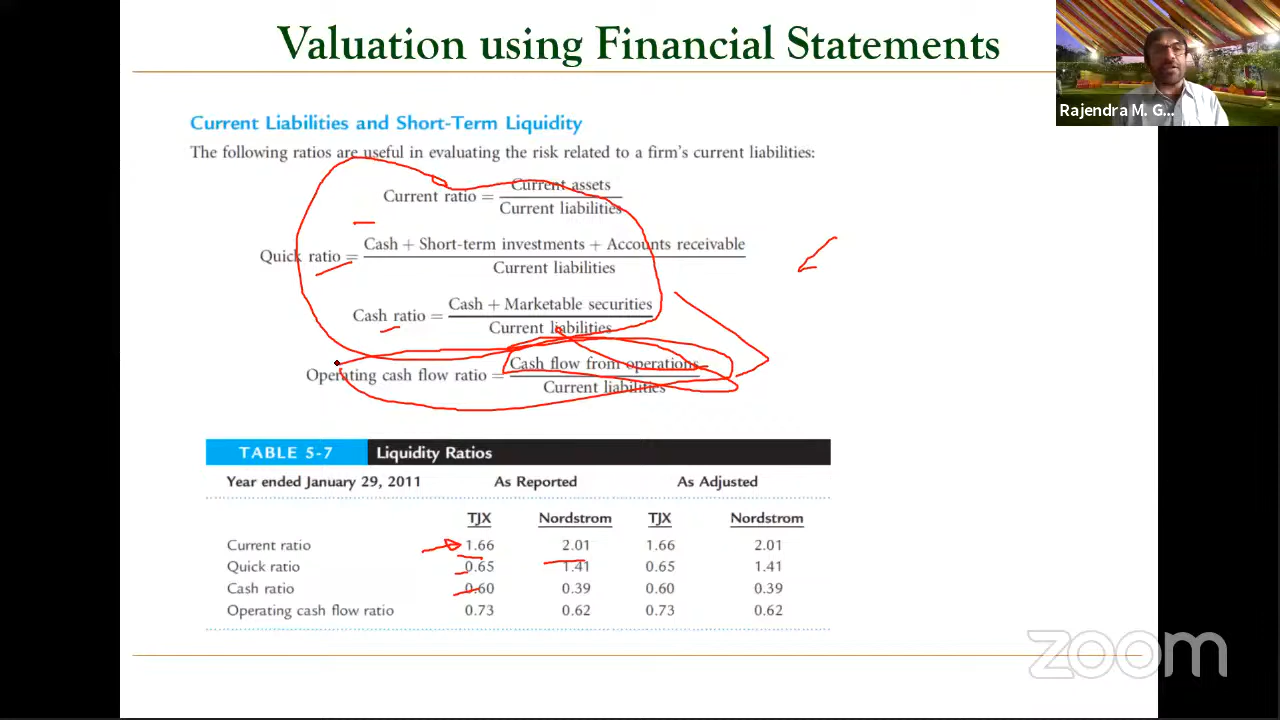 Valuation using Financial Statements
Rajendra M. G...
Current Liabilities and Short-Term Liquidity
The following ratios are useful in evaluating the risk related to a firm's current liabilities:
Current ratio = Current assets
Current liabilities
Quick ratio = Cash + Short-term investments + Accounts receivable
Current liabilities
Cash ratio = Cash + Marketable securities
Current liabilities
Operating cash flow ratio = Cash flow from operations
Current liabilities
TABLE 5-7 Liquidity Ratios
Year ended January 29, 2011 As Reported As Adjusted
TJX Nordstrom TJX Nordstrom
Current ratio 1.66 2.01 1.66 2.01
Quick ratio 0.65 1.41 0.65 1.41
Cash ratio 0.60 0.39 0.60 0.39
Operating cash flow ratio 0.73 0.62 0.73 0.62
zoom